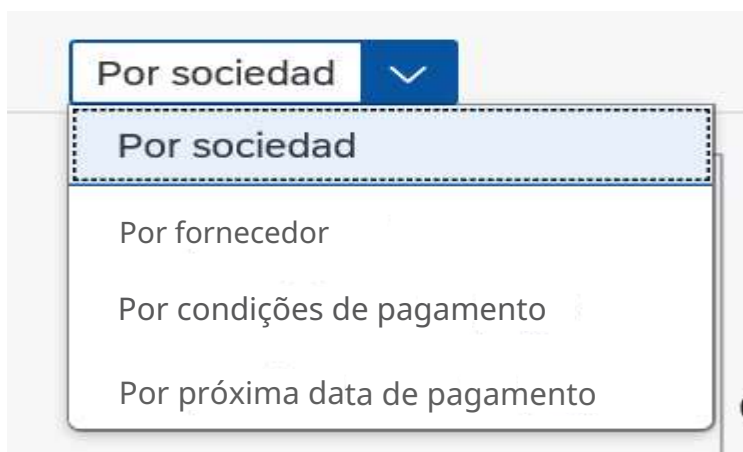 Por sociedad
Por sociedad
Por fornecedor
Por condições de pagamento
Por próxima data de pagamento